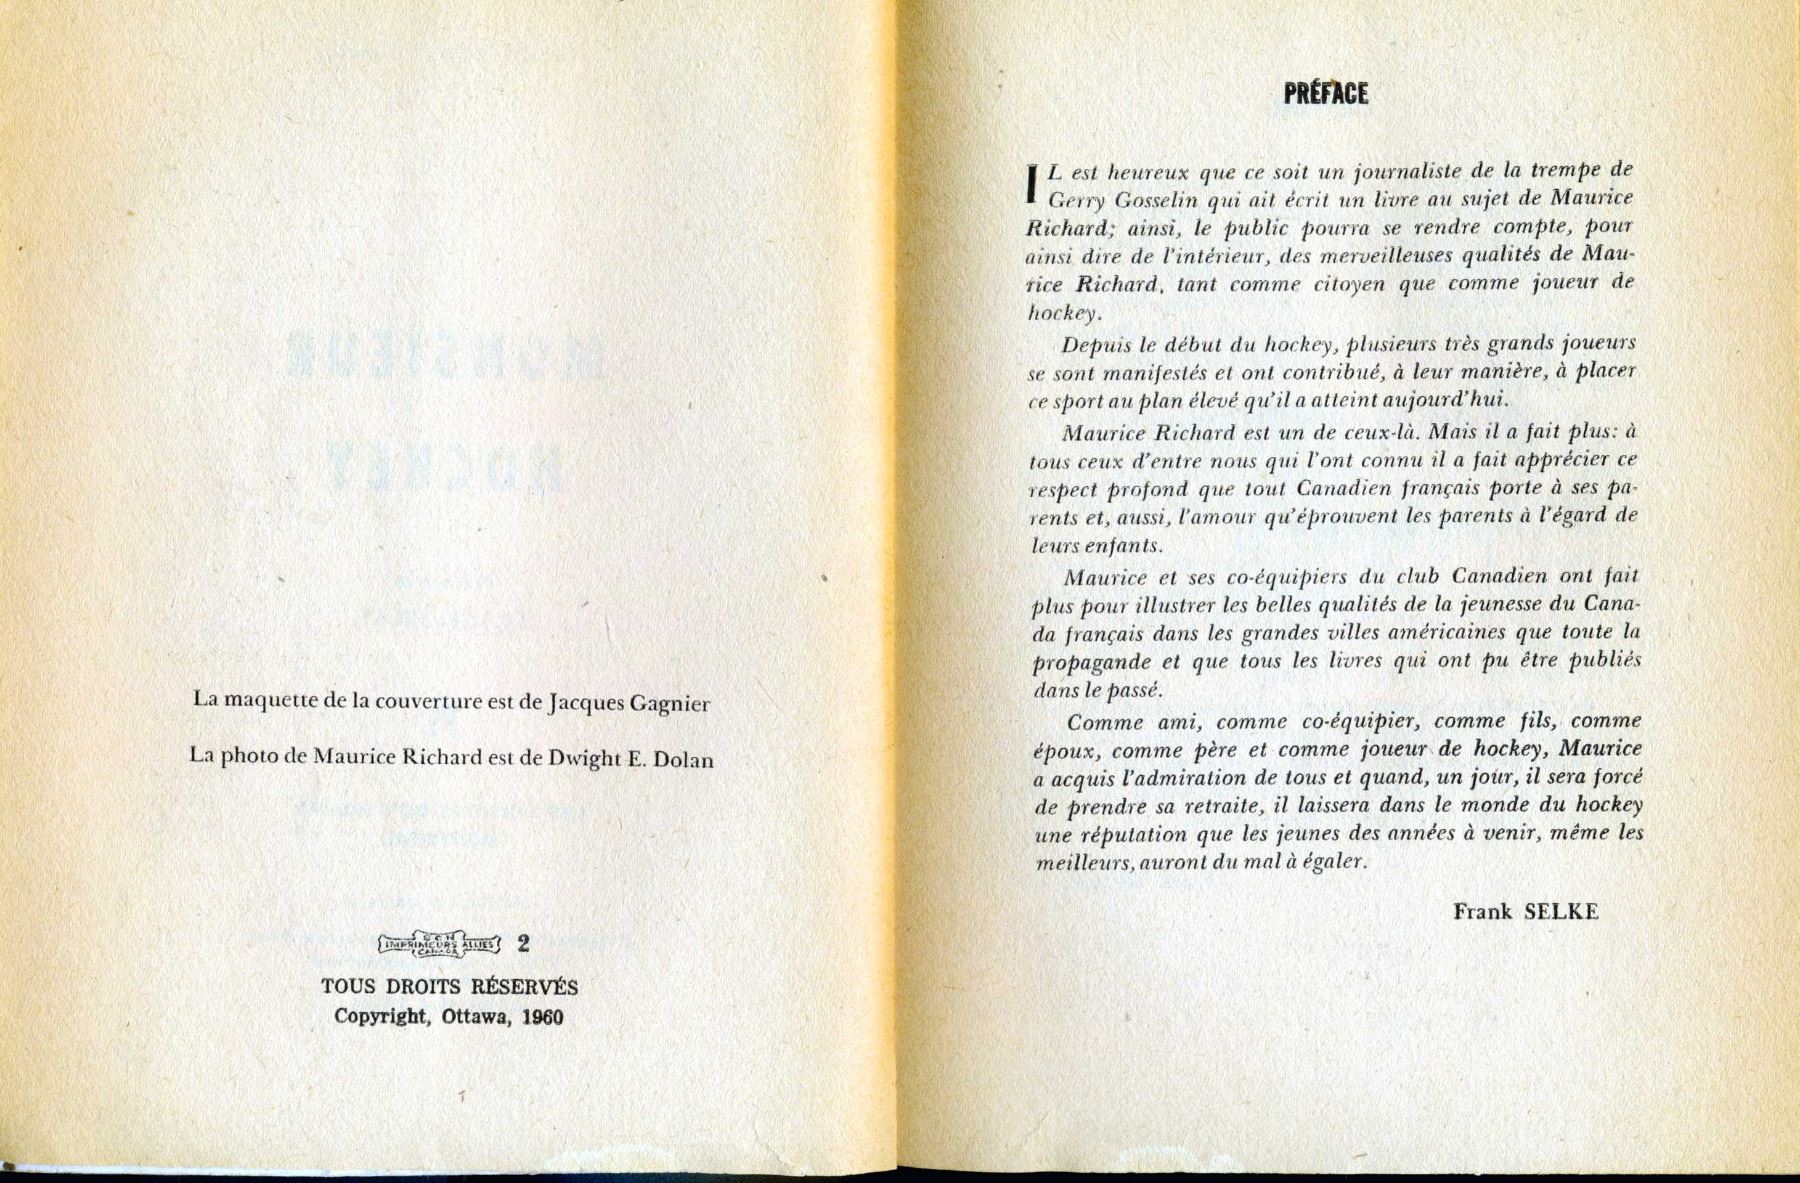 La maquette de la couverture est de Jacques Gagnier
La photo de Maurice Richard est de Dwight E. Dolan
IMPRIMEURS ALLIES 2
CANADA
TOUS DROITS RÉSERVÉS
Copyright, Ottawa, 1960
PRÉFACE
IL est heureux que ce soit un journaliste de la trempe de
Gerry Gosselin qui ait écrit un livre au sujet de Maurice
Richard; ainsi, le public pourra se rendre compte, pour
ainsi dire de l'intérieur, des merveilleuses qualités de Mau-
rice Richard, tant comme citoyen que comme joueur de
hockey.
Depuis le début du hockey, plusieurs très grands joueurs
se sont manifestés et ont contribué, à leur manière, à placer
ce sport au plan élevé qu'il a atteint aujourd'hui.
Maurice Richard est un de ceux-là. Mais il a fait plus: à
tous ceux d'entre nous qui l'ont connu il a fait apprécier ce
respect profond que tout Canadien français porte à ses pa-
rents et, aussi, l'amour qu'éprouvent les parents à l'égard de
leurs enfants.
Maurice et ses co-équipiers du club Canadien ont fait
plus pour illustrer les belles qualités de la jeunesse du Cana-
da français dans les grandes villes américaines que toute la
propagande et que tous les livres qui ont pu être publiés
dans le passé.
Comme ami, comme co-équipier, comme fils, comme
époux, comme père et comme joueur de hockey, Maurice
a acquis l'admiration de tous et quand, un jour, il sera forcé
de prendre sa retraite, il laissera dans le monde du hockey
une réputation que les jeunes des années à venir, même les
meilleurs, auront du mal à égaler.
Frank SELKE